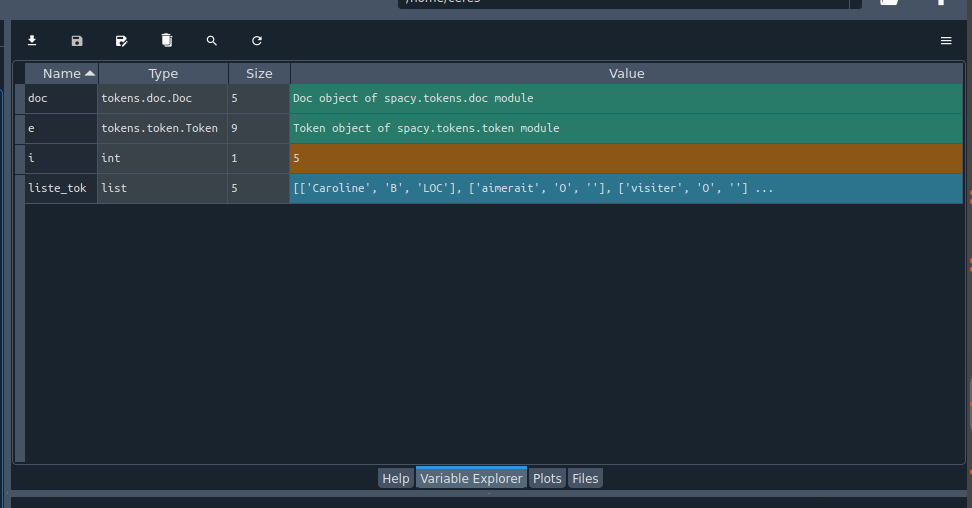 Name Type Size Value
doc tokens.doc.Doc 5 Doc object of spacy.tokens.doc module
e tokens.token.Token 9 Token object of spacy.tokens.token module
i int 1 5
liste_tok list 5 [['Caroline', 'B', 'LOC'], ['aimerait', 'O', ''], ['visiter', 'O', ''] ...
Help Variable Explorer Plots Files